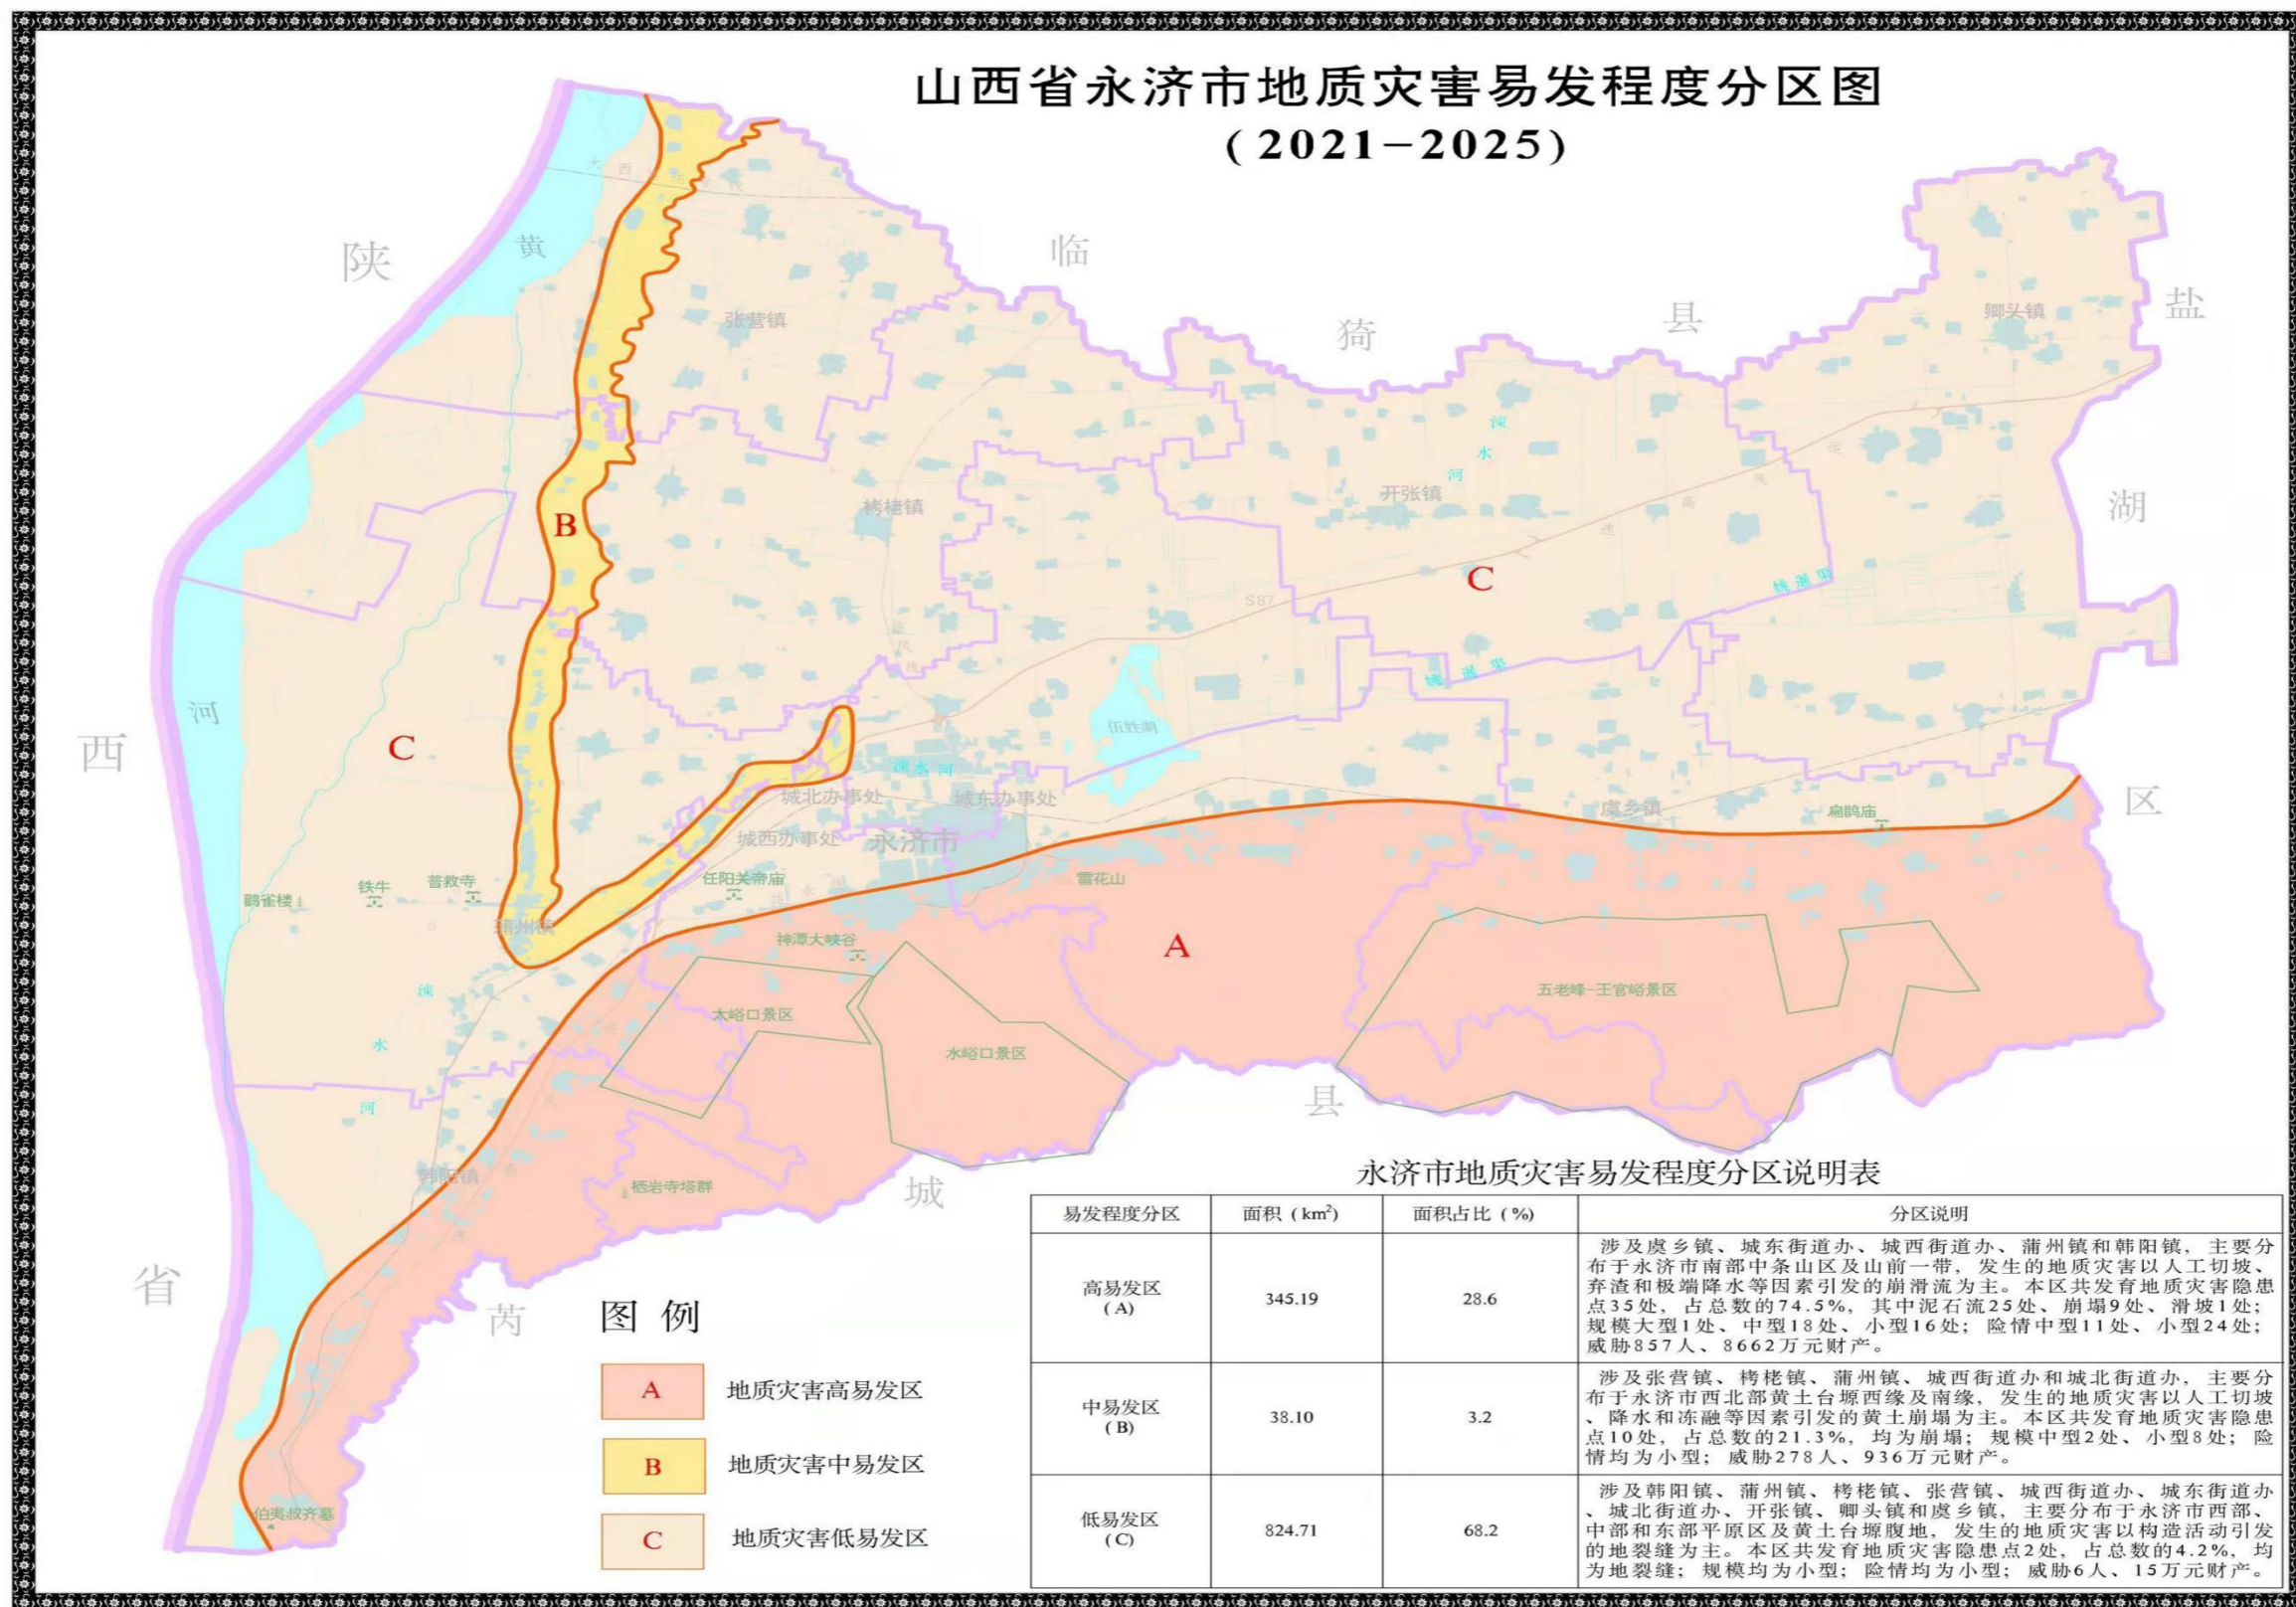 山西省永济市地质灾害易发程度分区图
(2021-2025)
陕
西
省
临
猗
县
盐
湖
区
芮
城
县
黄
河
大西
张营镇
卿头镇
栲栳镇
开张镇
涑
水
河
B
C
S87
姚暹渠
姚暹渠
风
线
运
风
高
速
伍姓湖
C
涑水河
城北办事处
城东办事处
城西办事处
永济市
虞乡镇
扁鹊庙
鹳雀楼
铁牛
普救寺
任阳关帝庙
雪花山
蒲州镇
神潭大峡谷
A
太峪口景区
水峪口景区
五老峰-王官峪景区
涑
水
河
韩阳镇
栖岩寺塔群
伯夷叔齐墓
图 例
A 地质灾害高易发区
B 地质灾害中易发区
C 地质灾害低易发区
永济市地质灾害易发程度分区说明表
易发程度分区 面积(km²) 面积占比(%) 分区说明
高易发区
(A)
345.19
28.6
涉及虞乡镇、城东街道办、城西街道办、蒲州镇和韩阳镇，主要分
布于永济市南部中条山区及山前一带，发生的地质灾害以人工切坡、
弃渣和极端降水等因素引发的崩滑流为主。本区共发育地质灾害隐患
点35处，占总数的74.5%，其中泥石流25处、崩塌9处、滑坡1处；
规模大型1处、中型18处、小型16处；险情中型11处、小型24处；
威胁857人、8662万元财产。
中易发区
(B)
38.10
3.2
涉及张营镇、栲栳镇、蒲州镇、城西街道办和城北街道办，主要分
布于永济市西北部黄土台塬西缘及南缘，发生的地质灾害以人工切坡
、降水和冻融等因素引发的黄土崩塌为主。本区共发育地质灾害隐患
点10处，占总数的21.3%，均为崩塌；规模中型2处、小型8处；险
情均为小型；威胁278人、936万元财产。
低易发区
(C)
824.71
68.2
涉及韩阳镇、蒲州镇、栲栳镇、张营镇、城西街道办、城东街道办
、城北街道办、开张镇、卿头镇和虞乡镇，主要分布于永济市西部、
中部和东部平原区及黄土台塬腹地，发生的地质灾害以构造活动引发
的地裂缝为主。本区共发育地质灾害隐患点2处，占总数的4.2%，均
为地裂缝；规模均为小型；险情均为小型；威胁6人、15万元财产。